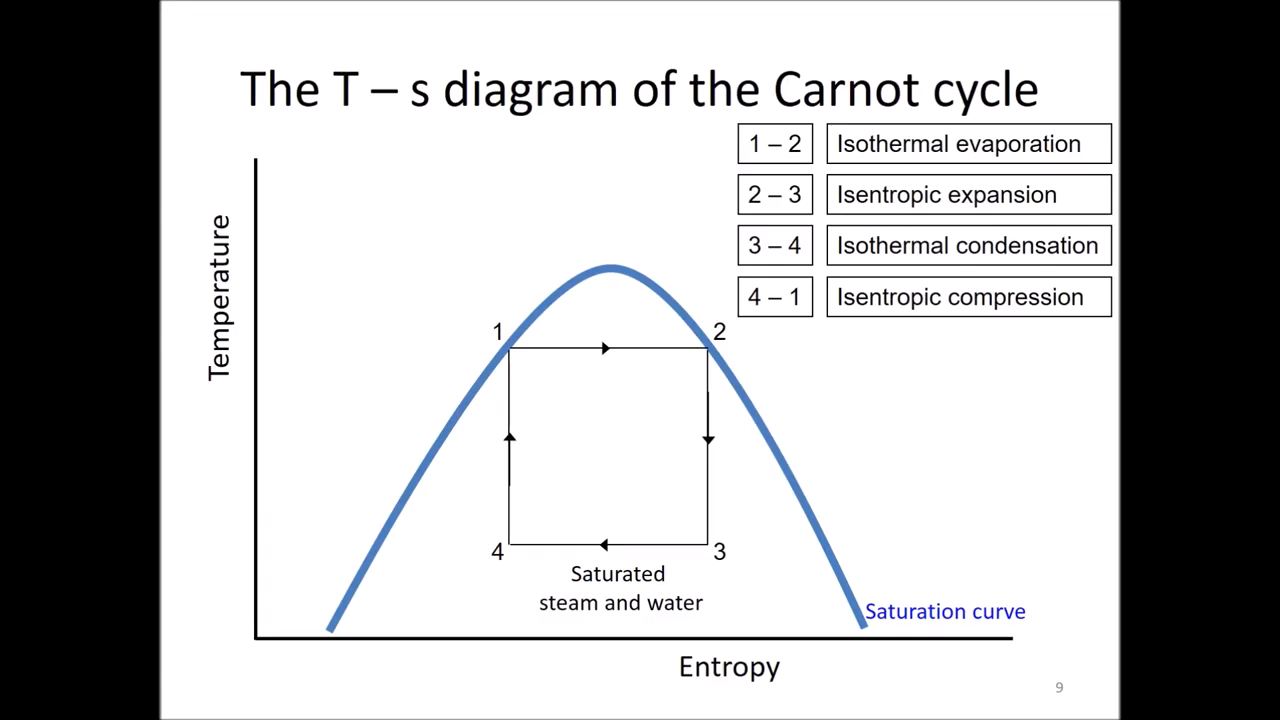 The T – s diagram of the Carnot cycle
1 – 2 Isothermal evaporation
2 – 3 Isentropic expansion
3 – 4 Isothermal condensation
4 – 1 Isentropic compression
Temperature
1
2
4
3
Saturated
steam and water
Saturation curve
Entropy
9